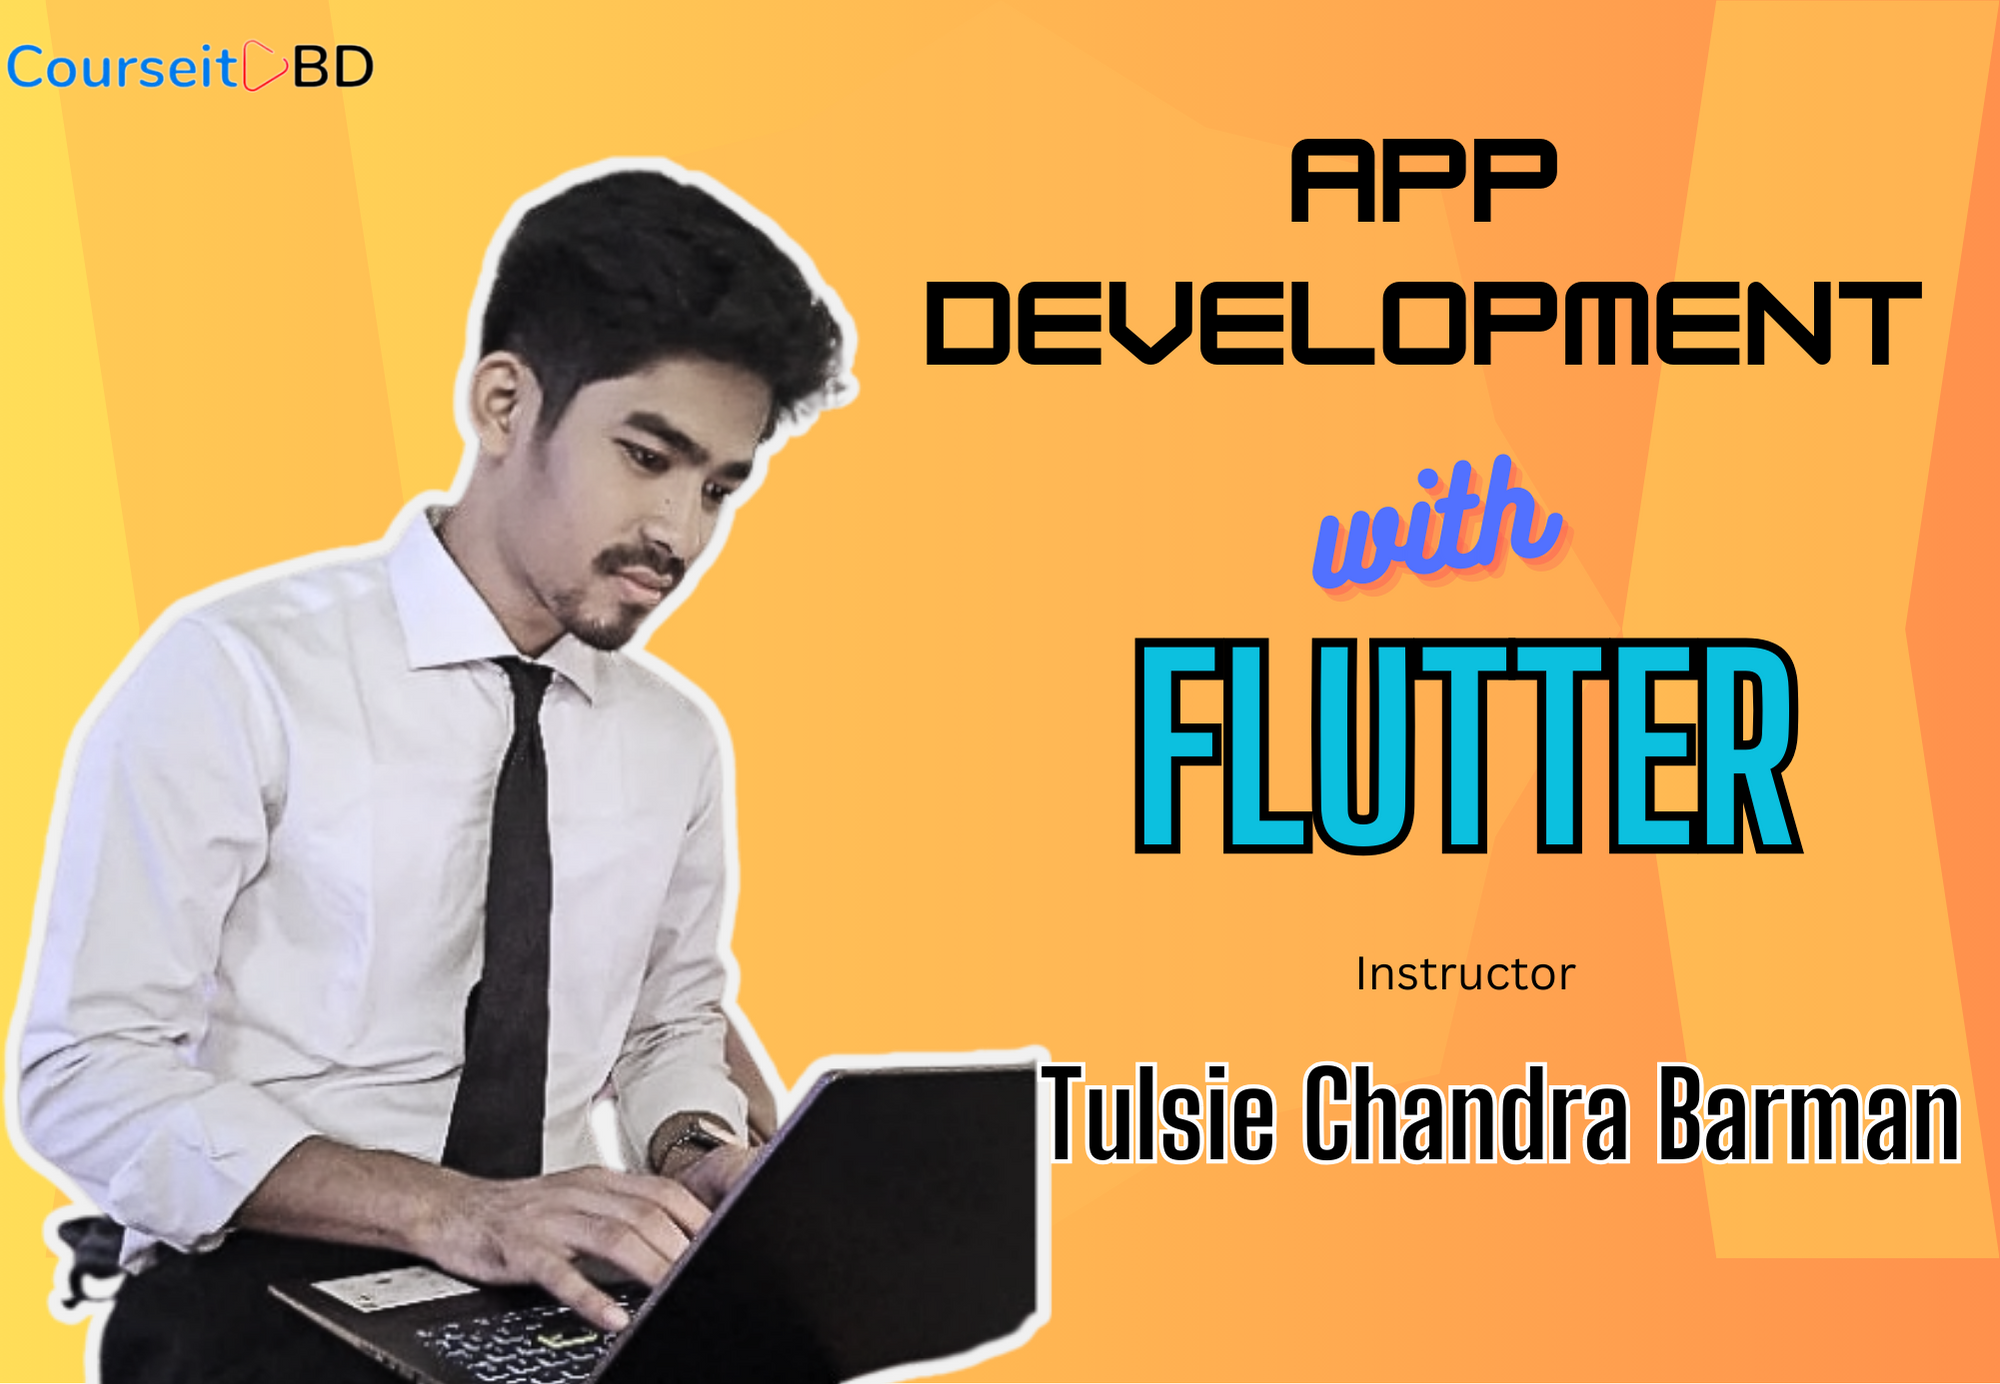 CourseitBD
APP
DEVELOPMENT
with
FLUTTER
Instructor
Tulsie Chandra Barman